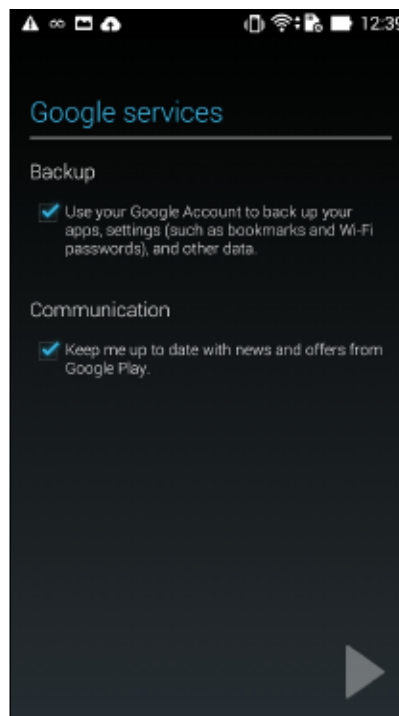 12:39
Google services
Backup
Use your Google Account to back up your
apps, settings (such as bookmarks and Wi-Fi
passwords), and other data.
Communication
Keep me up to date with news and offers from
Google Play.